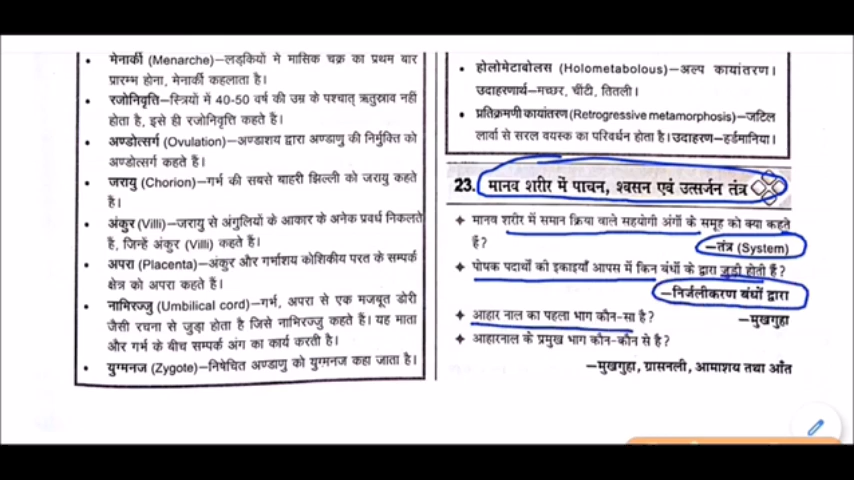 मेनार्की (Menarche)–लड़कियों मे मासिक चक्र का प्रथम बार
प्रारम्भ होना, मेनार्की कहलाता है।
रजोनिवृति–स्त्रियों में 40-50 वर्ष की उम्र के पश्चात् ऋतुस्त्राव नहीं
होता है, इसे ही रजोनिवृति कहते है।
अण्डोत्सर्ग (Ovulation)–अण्डाशय द्वारा अण्डाणु की निर्मुक्ति को
अण्डोत्सर्ग कहते है।
जरायु (Chorion)–गर्भ की सबसे बाहरी झिल्ली को जरायु कहते
है।
अंकुर (Villi)–जरायु से अंगुलियों के आकार के अनेक प्रवर्ध निकलते
है, जिन्हें अंकुर (Villi) कहते है।
अपरा (Placenta)–अंकुर और गर्भाशय कोशिकीय परत के सम्पर्क
क्षेत्र को अपरा कहते हैं।
नाभिरज्जु (Umbilical cord)–गर्भ, अपरा से एक मजबूत डोरी
जैसी रचना से जुड़ा होता है जिसे नाभिरज्जु कहते हैं। यह माता
और गर्भ के बीच सम्पर्क अंग का कार्य करती है।
युग्मनज (Zygote)–निषेचित अण्डाणु को युग्मनज कहा जाता है।
होलोमेटाबोलस (Holometabolous)–अल्प कायांतरण।
उदाहरणार्थ–मच्छर, चींटी, तितली।
प्रतिक्रमणी कायांतरण (Retrogressive metamorphosis)–जटिल
लार्वा से सरल वयस्क का परिवर्धन होता है। उदाहरण–हर्डमानिया।
23. मानव शरीर में पाचन, श्वसन एवं उत्सर्जन तंत्र
मानव शरीर में समान क्रिया वाले सहयोगी अंगों के समूह को क्या कहते
हैं?
–तंत्र (System)
पोषक पदार्थों को इकाइयाँ आपस में किन बंधों के द्वारा जुड़ी होती हैं?
–निर्जलीकरण बंधों द्वारा
आहार नाल का पहला भाग कौन-सा है?
–मुखगुहा
आहारनाल के प्रमुख भाग कौन-कौन से है?
–मुखगुहा, ग्रासनली, आमाशय तथा आँत